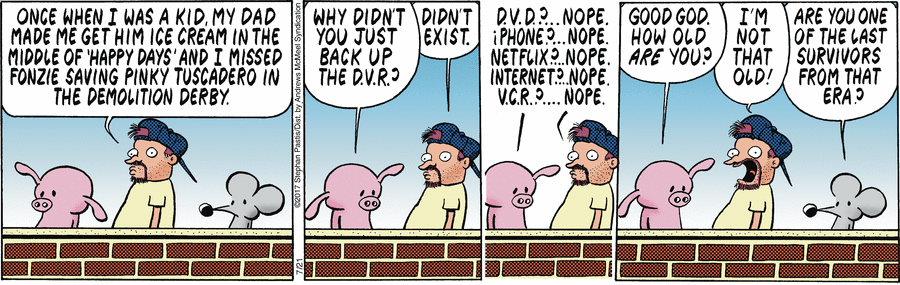 ONCE WHEN I WAS A KID, MY DAD
MADE ME GET HIM ICE CREAM IN THE
MIDDLE OF 'HAPPY DAYS' AND I MISSED
FONZIE SAVING PINKY TUSCADERO IN
THE DEMOLITION DERBY.
©2017 Stephan Pastis/Dist. by Andrews McMeel Syndication
7/21
WHY DIDN'T
YOU JUST
BACK UP
THE D.V.R.?
DIDN'T
EXIST.
D.V.D.?...NOPE.
iPHONE?...NOPE.
NETFLIX?..NOPE.
INTERNET?..NOPE.
V.C.R.?.... NOPE.
GOOD GOD.
HOW OLD
ARE YOU?
I'M
NOT
THAT
OLD!
ARE YOU ONE
OF THE LAST
SURVIVORS
FROM THAT
ERA?